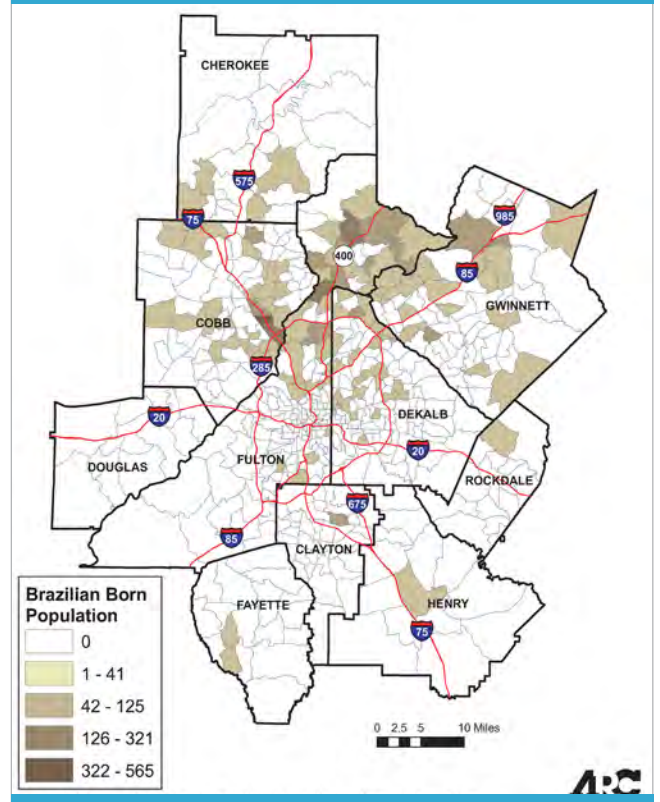 CHEROKEE
575
75
985
400
85
GWINNETT
COBB
285
20
DEKALB
DOUGLAS
FULTON
20
ROCKDALE
675
85
CLAYTON
FAYETTE
HENRY
75
Brazilian Born
Population
0
1 - 41
42 - 125
126 - 321
322 - 565
0 2.5 5 10 Miles
ARC